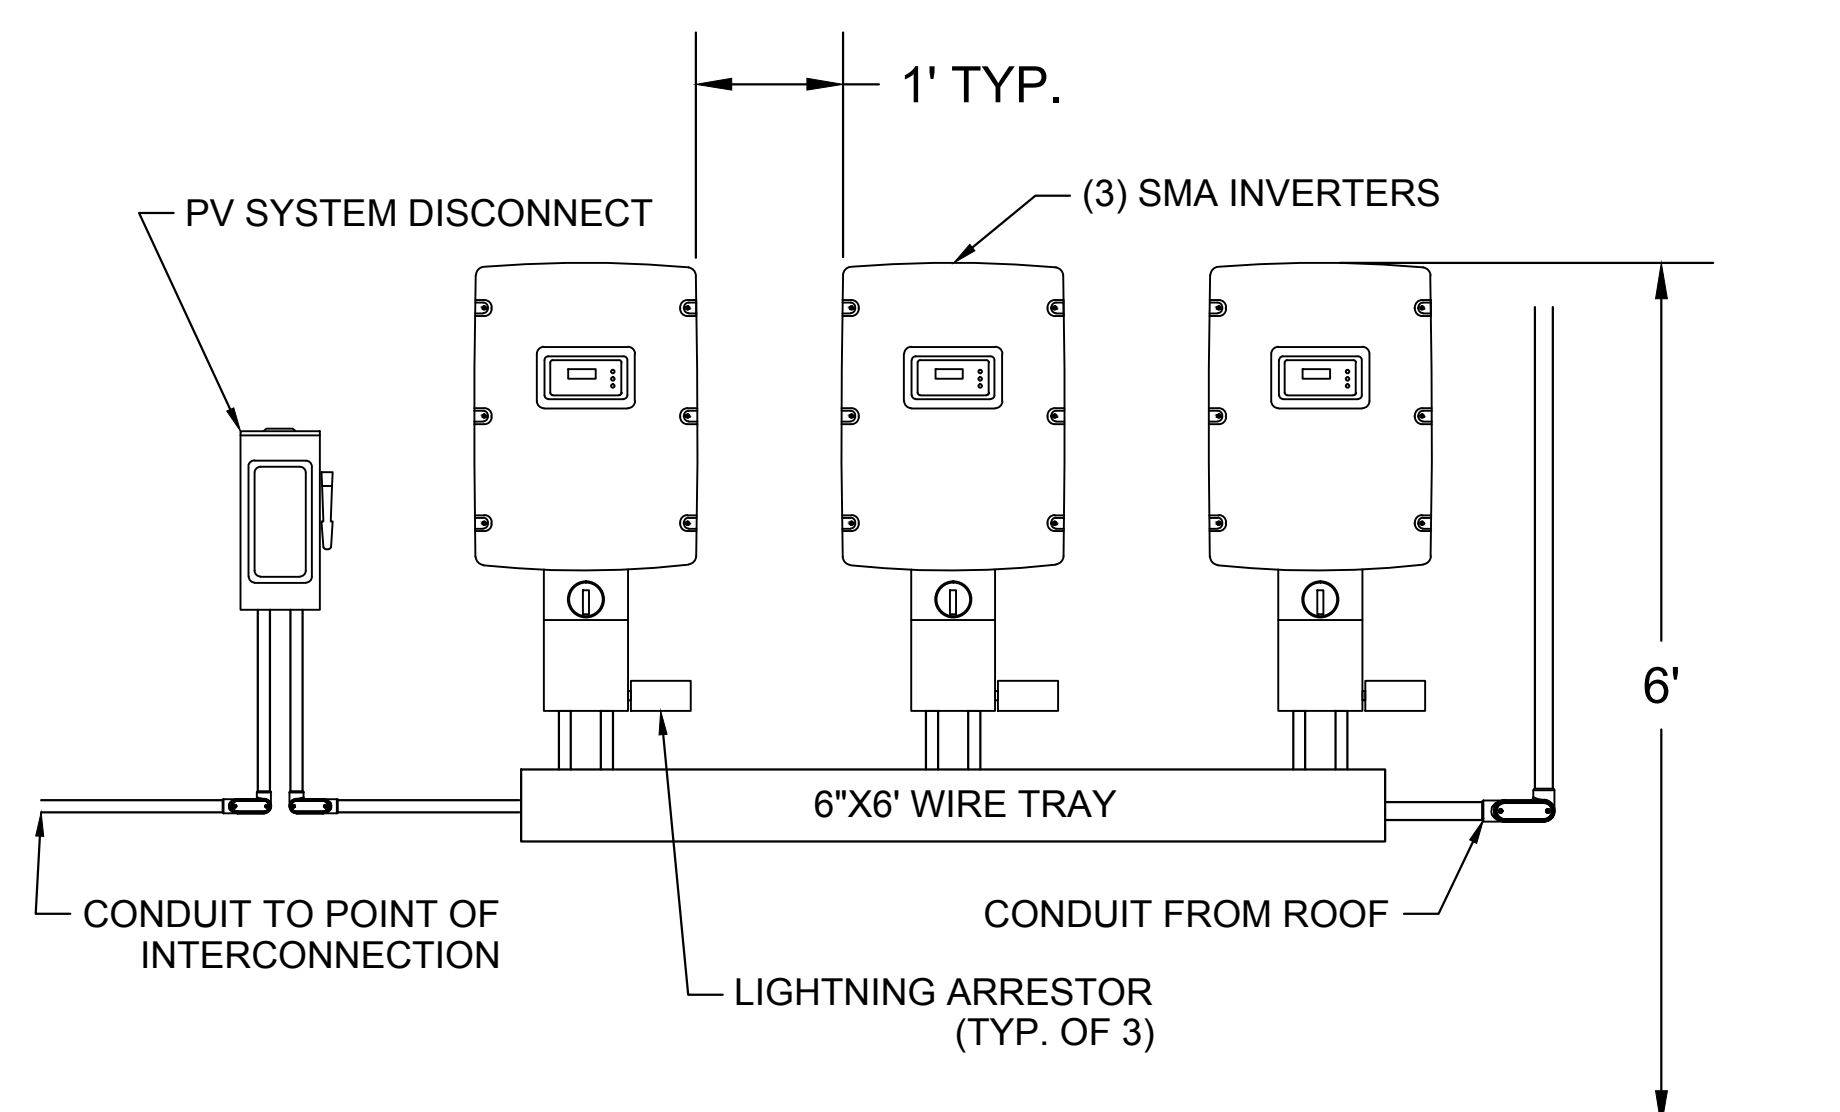 1' TYP.
(3) SMA INVERTERS
PV SYSTEM DISCONNECT
6'
6"X6' WIRE TRAY
CONDUIT TO POINT OF
INTERCONNECTION
CONDUIT FROM ROOF
LIGHTNING ARRESTOR
(TYP. OF 3)